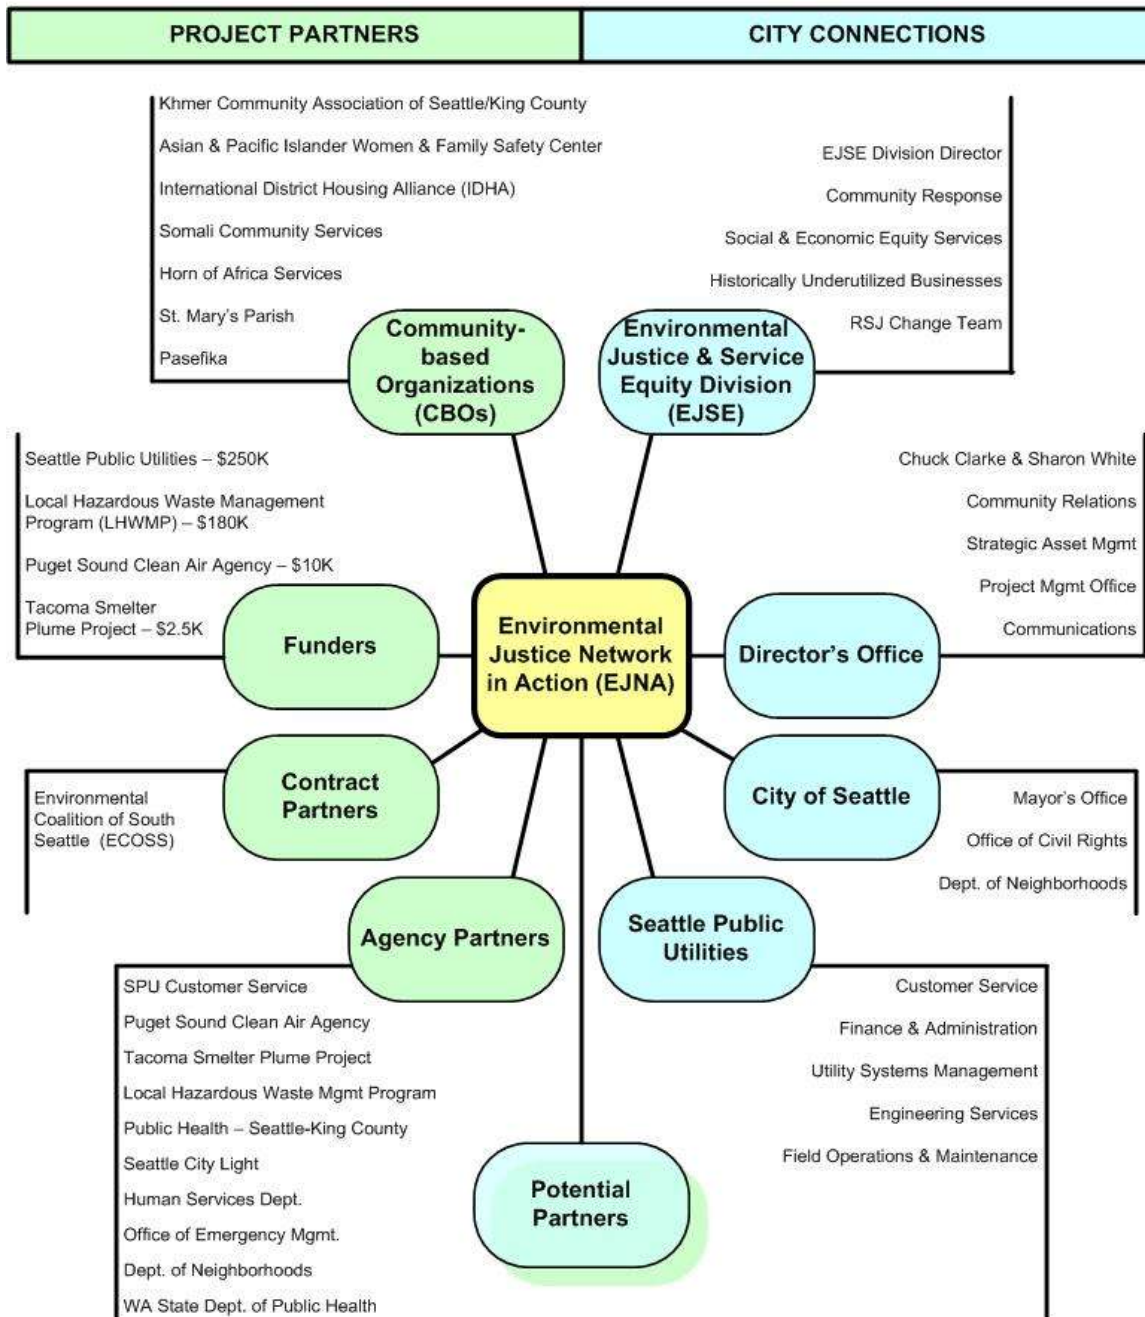 PROJECT PARTNERS
CITY CONNECTIONS
Khmer Community Association of Seattle/King County
Asian & Pacific Islander Women & Family Safety Center
International District Housing Alliance (IDHA)
Somali Community Services
Horn of Africa Services
St. Mary's Parish
Pasefika
Community-
based
Organizations
(CBOs)
EJSE Division Director
Community Response
Social & Economic Equity Services
Historically Underutilized Businesses
RSJ Change Team
Environmental
Justice & Service
Equity Division
(EJSE)
Seattle Public Utilities – $250K
Local Hazardous Waste Management
Program (LHWMP) – $180K
Puget Sound Clean Air Agency – $10K
Tacoma Smelter
Plume Project – $2.5K
Funders
Environmental
Justice Network
in Action (EJNA)
Chuck Clarke & Sharon White
Community Relations
Strategic Asset Mgmt
Project Mgmt Office
Communications
Director's Office
Contract
Partners
Environmental
Coalition of South
Seattle (ECOSS)
City of Seattle
Mayor's Office
Office of Civil Rights
Dept. of Neighborhoods
Agency Partners
SPU Customer Service
Puget Sound Clean Air Agency
Tacoma Smelter Plume Project
Local Hazardous Waste Mgmt Program
Public Health – Seattle-King County
Seattle City Light
Human Services Dept.
Office of Emergency Mgmt.
Dept. of Neighborhoods
WA State Dept. of Public Health
Seattle Public
Utilities
Customer Service
Finance & Administration
Utility Systems Management
Engineering Services
Field Operations & Maintenance
Potential
Partners